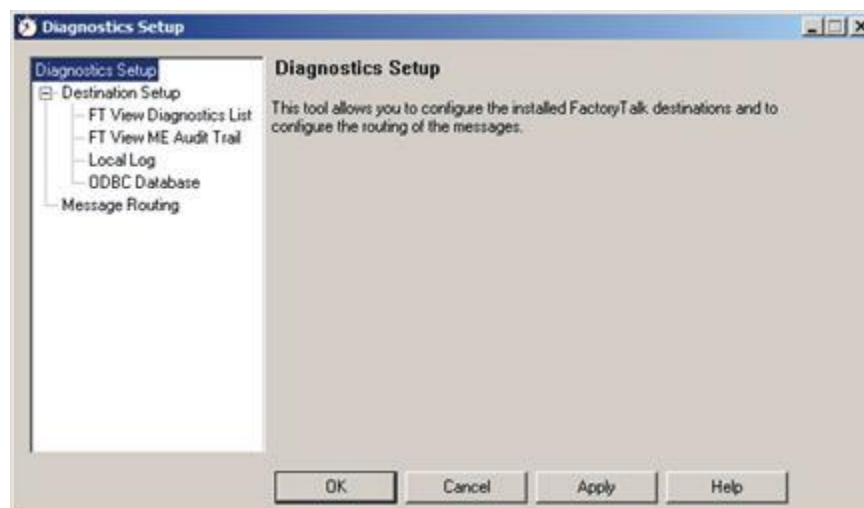 Diagnostics Setup
Diagnostics Setup
Destination Setup
FT View Diagnostics List
FT View ME Audit Trail
Local Log
ODBC Database
Message Routing
Diagnostics Setup
This tool allows you to configure the installed FactoryTalk destinations and to
configure the routing of the messages.
OK
Cancel
Apply
Help